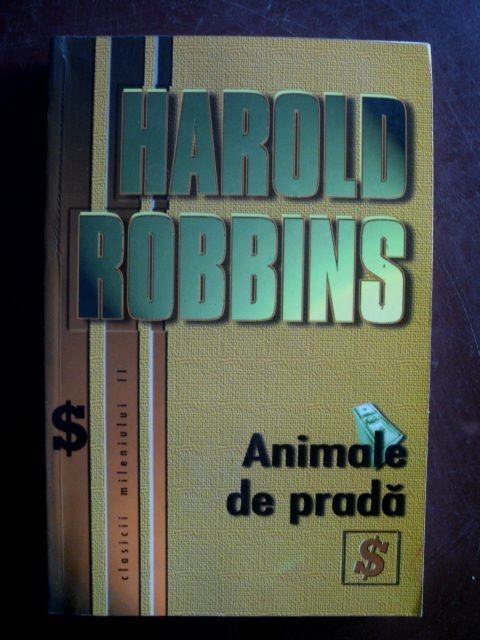 HAROLD
ROBBINS
Animale
de pradă
$
$
clasicii mileniului II